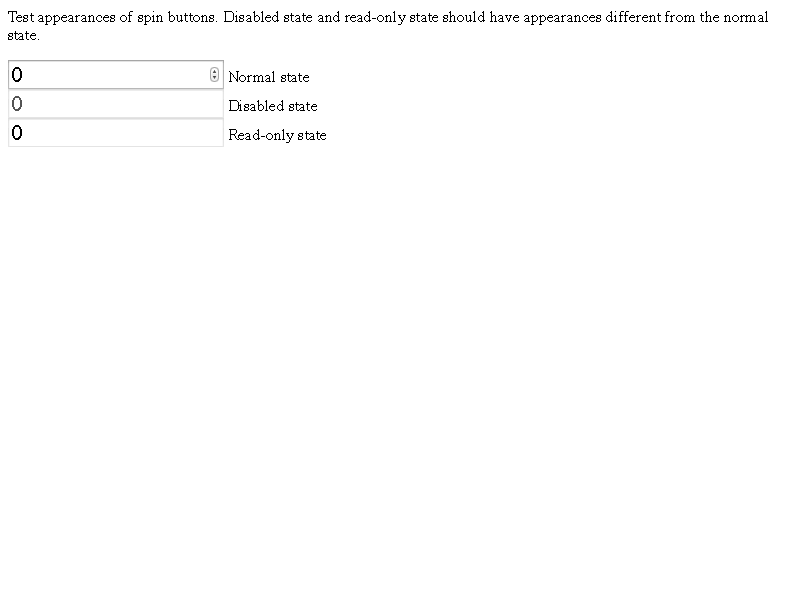 Test appearances of spin buttons. Disabled state and read-only state should have appearances different from the normal
state.
0 Normal state
0 Disabled state
0 Read-only state